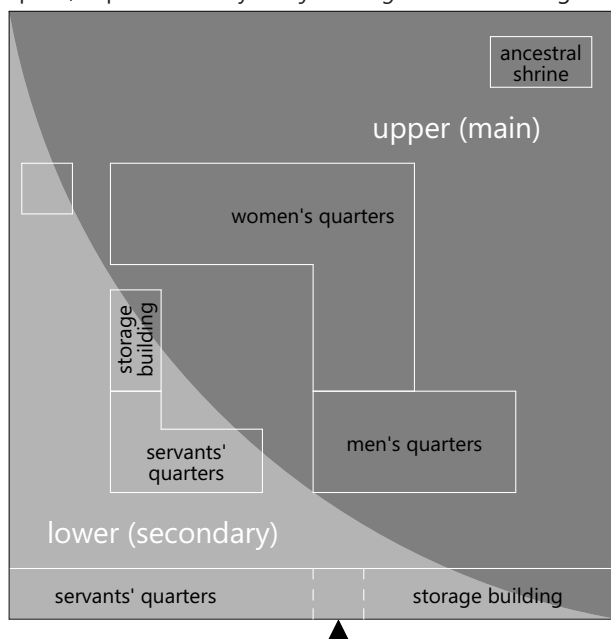 ancestral
shrine
upper (main)
women's quarters
storage
building
men's quarters
servants'
quarters
lower (secondary)
servants' quarters
storage building